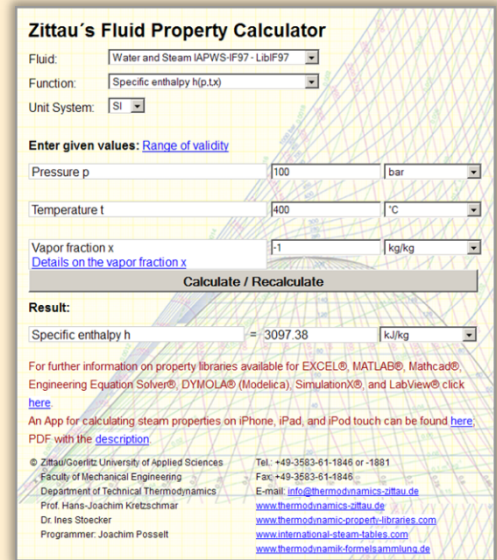 Zittau´s Fluid Property Calculator
Fluid: Water and Steam IAPWS-IF97 - LibIF97
Function: Specific enthalpy h(p,t,x)
Unit System: SI
Enter given values: Range of validity
Pressure p 100 bar
Temperature t 400 °C
Vapor fraction x -1 kg/kg
Details on the vapor fraction x
Calculate / Recalculate
Result:
Specific enthalpy h = 3097.38 kJ/kg
For further information on property libraries available for EXCEL®, MATLAB®, Mathcad®,
Engineering Equation Solver®, DYMOLA® (Modelica), SimulationX®, and LabView® click
here.
An App for calculating steam properties on iPhone, iPad, and iPod touch can be found here,
PDF with the description
© Zittau/Goerlitz University of Applied Sciences Tel.: +49-3583-61-1846 or -1881
Faculty of Mechanical Engineering Fax: +49-3583-61-1846
Department of Technical Thermodynamics E-mail: info@thermodynamics-zittau.de
Prof. Hans-Joachim Kretzschmar www.thermodynamics-zittau.de
Dr. Ines Stoecker www.thermodynamic-property-libraries.com
Programmer: Joachim Posselt www.international-steam-tables.com
www.thermodynamik-formelsammlung.de